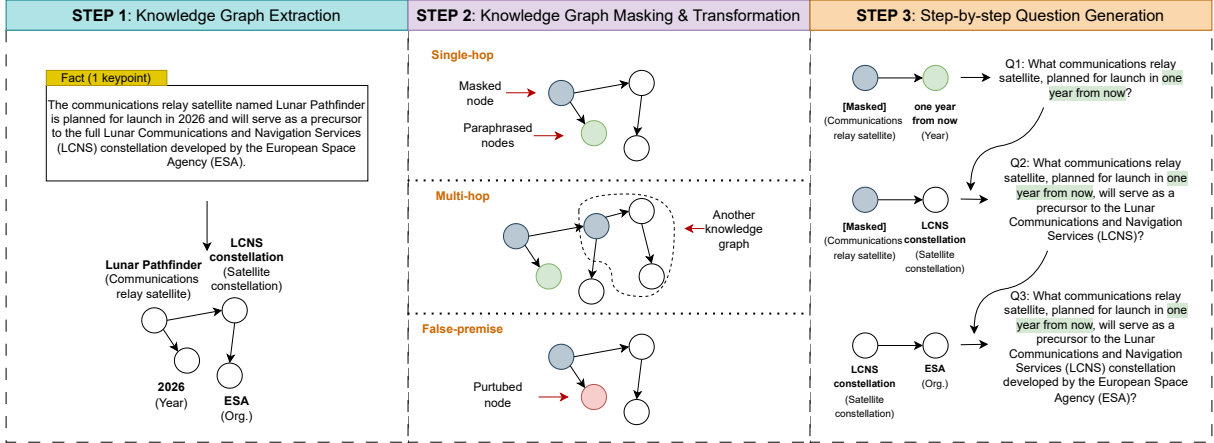 STEP 1: Knowledge Graph Extraction
Fact (1 keypoint)
The communications relay satellite named Lunar Pathfinder
is planned for launch in 2026 and will serve as a precursor
to the full Lunar Communications and Navigation Services
(LCNS) constellation developed by the European Space
Agency (ESA).
LCNS
constellation
(Satellite
constellation)
Lunar Pathfinder
(Communications
relay satellite)
2026
(Year)
ESA
(Org.)
STEP 2: Knowledge Graph Masking & Transformation
Single-hop
Masked
node
Paraphrased
nodes
Multi-hop
Another
knowledge
graph
False-premise
Purtubed
node
STEP 3: Step-by-step Question Generation
[Masked]
(Communications
relay satellite)
one year
from now
(Year)
Q1: What communications relay
satellite, planned for launch in one
year from now?
[Masked]
(Communications
relay satellite)
LCNS
constellation
(Satellite
constellation)
Q2: What communications relay
satellite, planned for launch in one
year from now, will serve as a
precursor to the Lunar
Communications and Navigation
Services (LCNS)?
LCNS
constellation
(Satellite
constellation)
ESA
(Org.)
Q3: What communications relay
satellite, planned for launch in one
year from now, will serve as a
precursor to the Lunar
Communications and Navigation
Services (LCNS) constellation
developed by the European Space
Agency (ESA)?